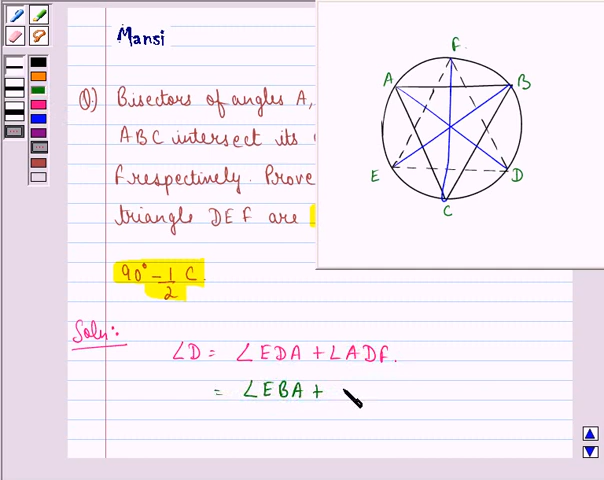 Mansi
Q.) Bisectors of angles A,
ABC intersect its
F respectively. Prove
triangle DEF are
90° - 1/2 C.
Soln:
∠D = ∠EDA + ∠ADF.
= ∠EBA +
F
A
B
E
D
C